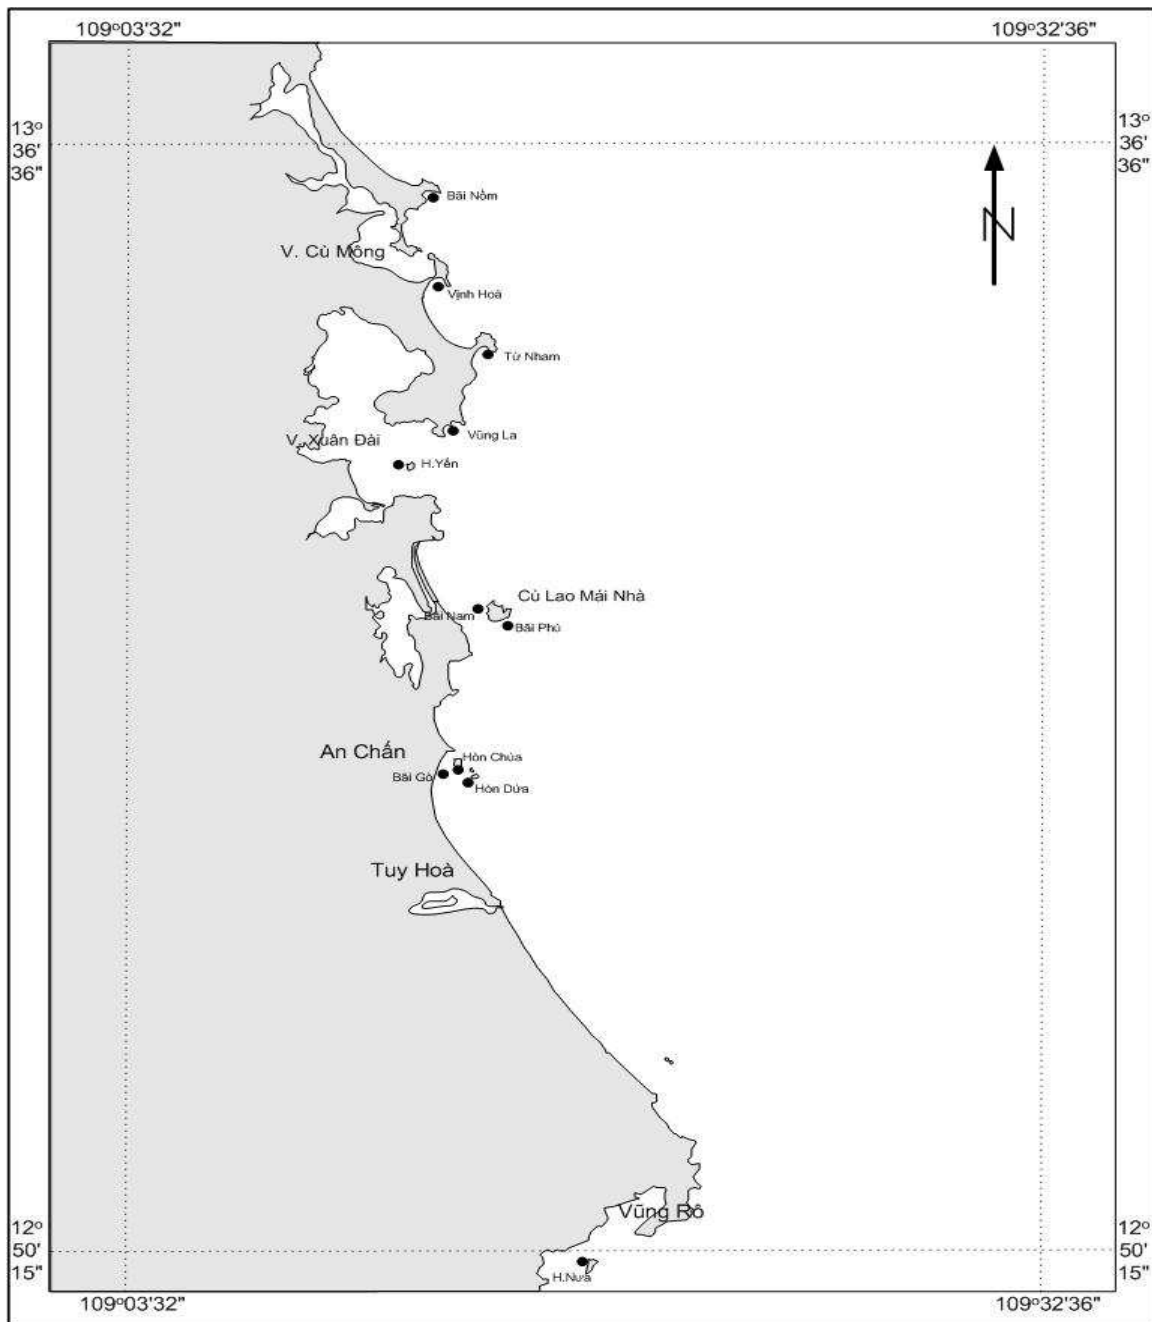 109º03'32" 109º32'36"
13º
36'
36"
13º
36'
36"
N
Bãi Nồm
V. Cù Mông
Vịnh Hoà
Từ Nham
Vũng La
V. Xuân Đài
H.Yến
Cù Lao Mái Nhà
Bãi Nam
Bãi Phủ
An Chấn
Hòn Chùa
Bãi Gò
Hòn Dứa
Tuy Hoà
Vũng Rô
12º
50'
15"
12º
50'
15"
H.Nưa
109º03'32" 109º32'36"